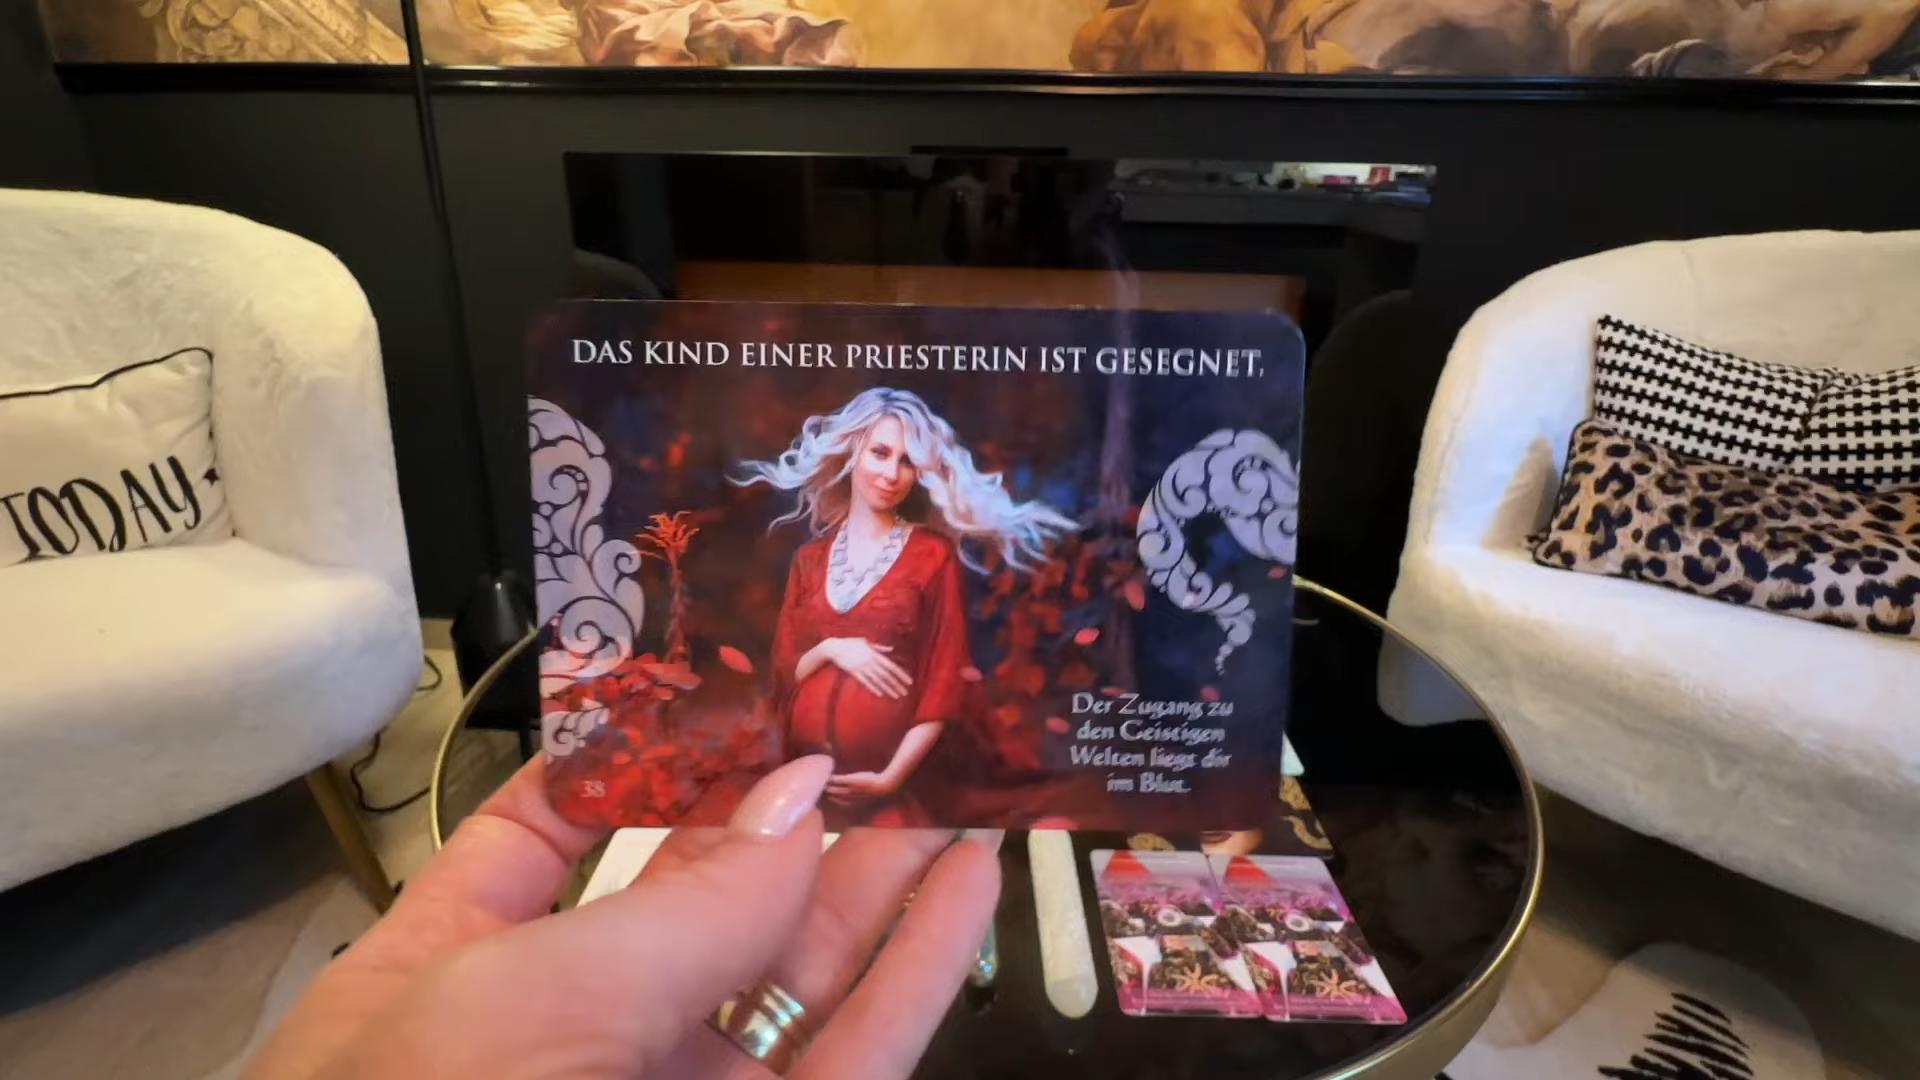 DAS KIND EINER PRIESTERIN IST GESEGNET,
TODAY
Der Zugang zu
den Geistigen
Welten liegt dir
im Blut.
38